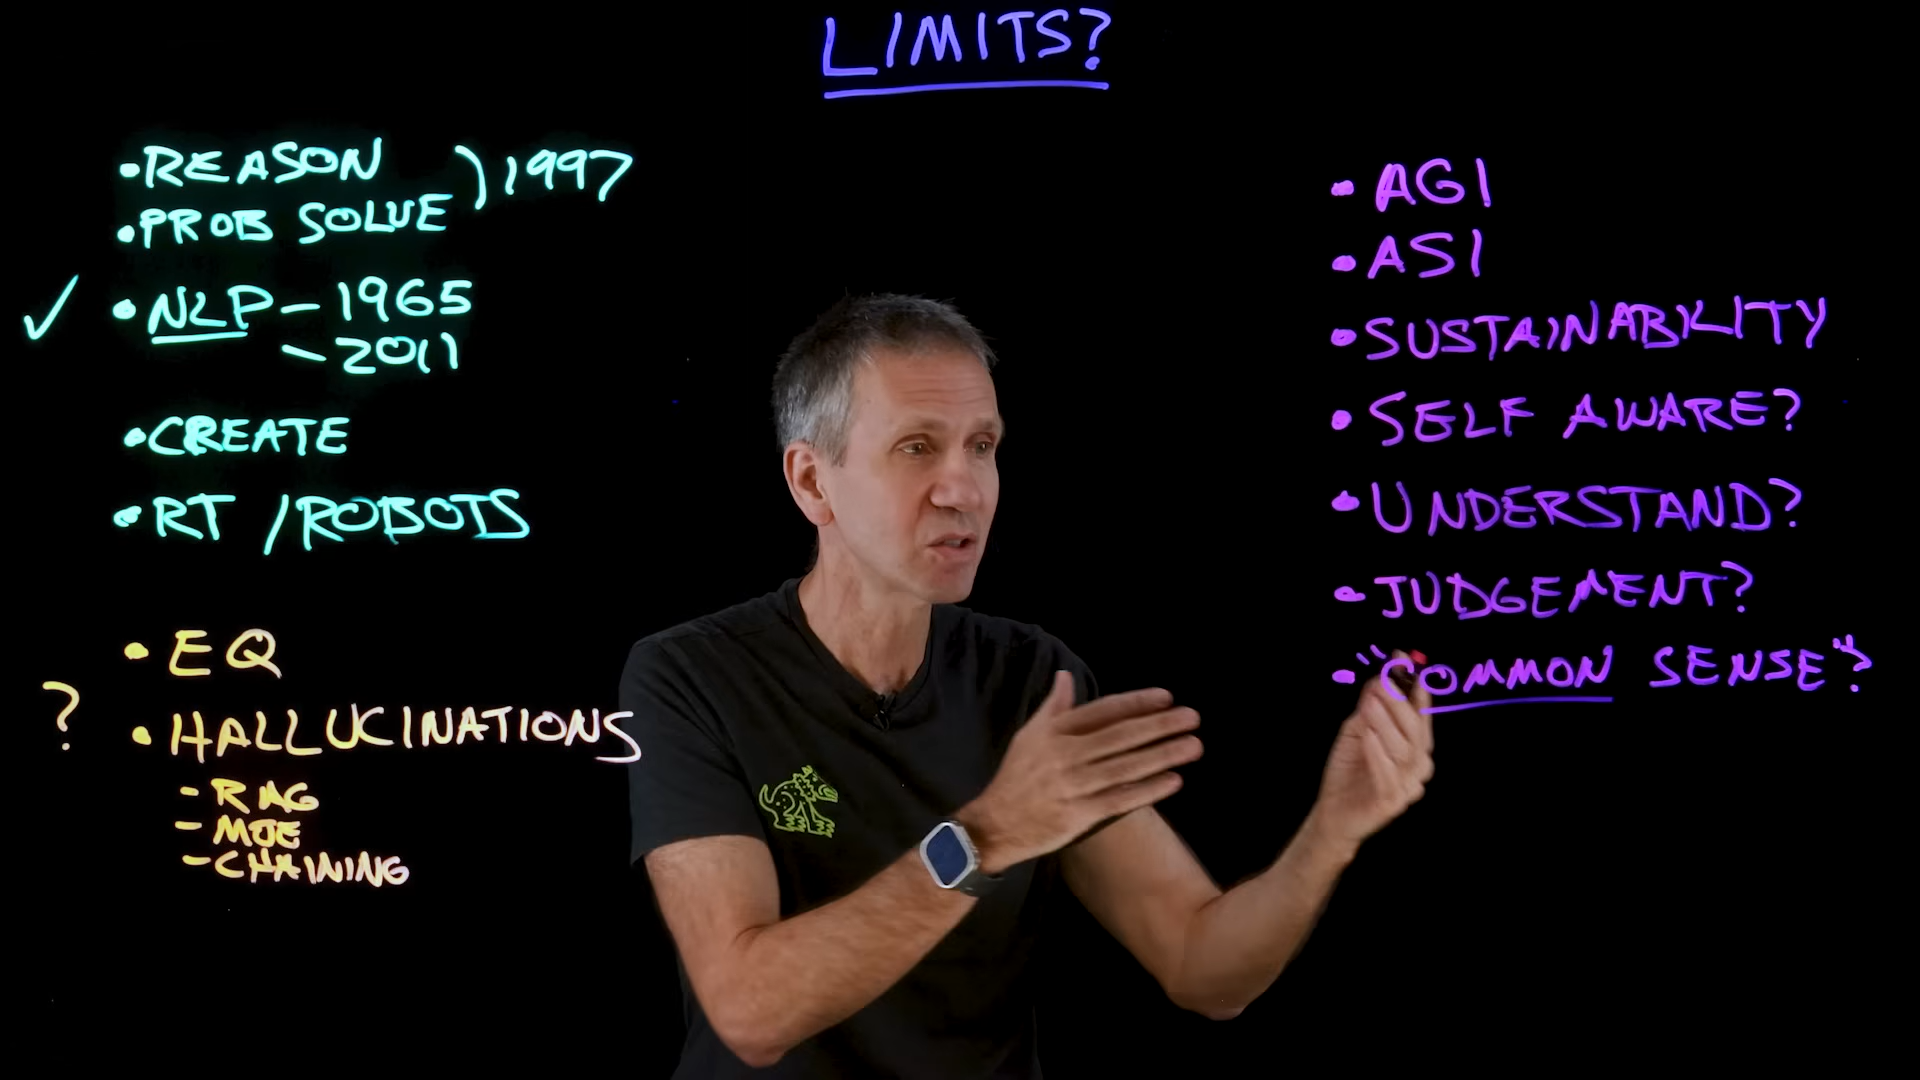 LIMITS?
• REASON
• PROB SOLVE
) 1997
✓ • NLP – 1965
– 2011
• CREATE
• RT / ROBOTS
• EQ
? • HALLUCINATIONS
- RAG
- MOE
- CHAINING
• AGI
• ASI
• SUSTAINABILITY
• SELF AWARE?
• UNDERSTAND?
• JUDGEMENT?
• "COMMON SENSE"?